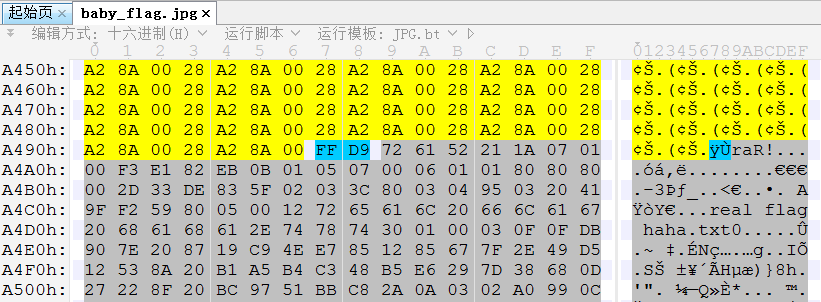 起始页 × baby_flag.jpg ×
编辑方式: 十六进制(H) 运行脚本 运行模板: JPG.bt
0 1 2 3 4 5 6 7 8 9 A B C D E F 0123456789ABCDEF
A450h: A2 8A 00 28 A2 8A 00 28 A2 8A 00 28 A2 8A 00 28 ¢Š.(¢Š.(¢Š.(¢Š.(
A460h: A2 8A 00 28 A2 8A 00 28 A2 8A 00 28 A2 8A 00 28 ¢Š.(¢Š.(¢Š.(¢Š.(
A470h: A2 8A 00 28 A2 8A 00 28 A2 8A 00 28 A2 8A 00 28 ¢Š.(¢Š.(¢Š.(¢Š.(
A480h: A2 8A 00 28 A2 8A 00 28 A2 8A 00 28 A2 8A 00 28 ¢Š.(¢Š.(¢Š.(¢Š.(
A490h: A2 8A 00 28 A2 8A 00 FF D9 72 61 52 21 1A 07 01 ¢Š.(¢Š.ÿÙraR!...
A4A0h: 00 F3 E1 82 EB 0B 01 05 07 00 06 01 01 80 80 80 .óá‚ë........€€€
A4B0h: 00 2D 33 DE 83 5F 02 03 3C 80 03 04 95 03 20 41 .-3Þƒ_..<€..•. A
A4C0h: 9F F2 59 80 05 00 12 72 65 61 6C 20 66 6C 61 67 ŸòY€...real flag
A4D0h: 20 68 61 68 61 2E 74 78 74 30 01 00 03 0F 0F DB haha.txt0.....Û
A4E0h: 90 7E 20 87 19 C9 4E E7 85 12 85 67 7F 2E 49 D5 .~ ‡.ÉNç….…g..IÕ
A4F0h: 12 53 8A 20 B1 A5 B4 C3 48 B5 E6 29 7D 38 68 0D .SŠ ±¥´ÃHµæ)}8h.
A500h: 27 22 8F 20 BC 97 51 BB C8 2A 0A 03 02 A0 99 0C '". ¼—Q»È*... ™.